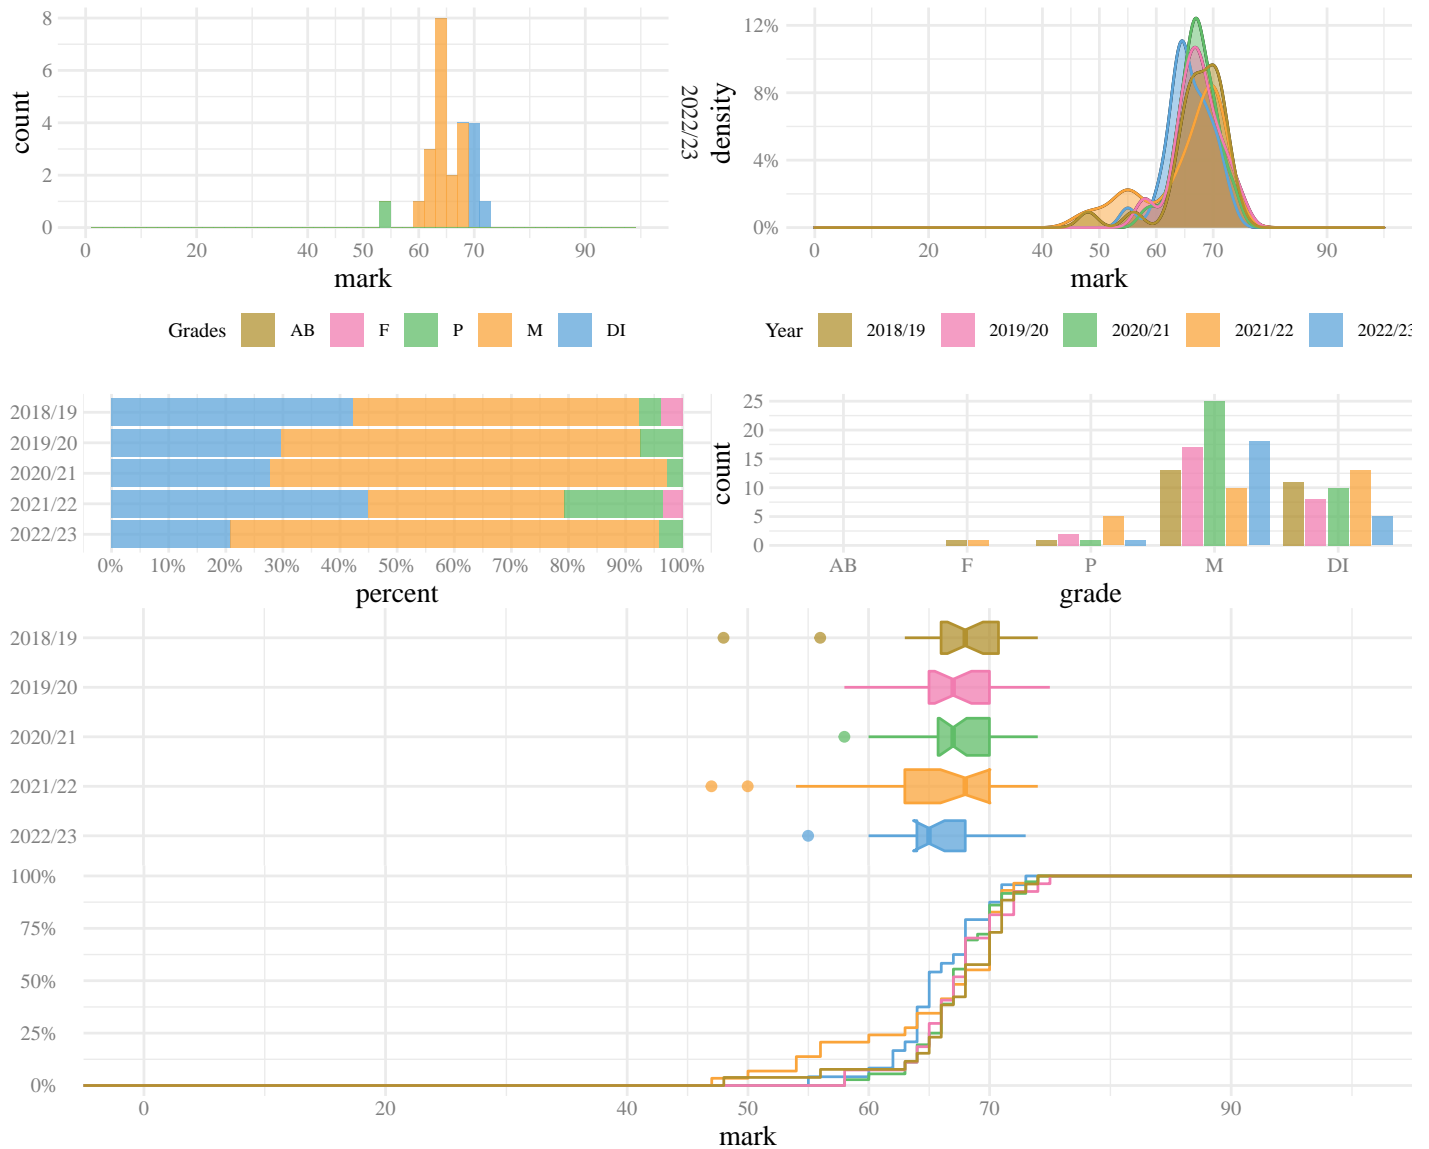 8
6
4
2
0
count
0 20 40 50 60 70 90
mark
2022/23
12%
8%
4%
0%
density
0 20 40 50 60 70 90
mark
Grades AB F P M DI
Year 2018/19 2019/20 2020/21 2021/22 2022/23
2018/19
2019/20
2020/21
2021/22
2022/23
0% 10% 20% 30% 40% 50% 60% 70% 80% 90% 100%
percent
25
20
15
10
5
0
count
AB F P M DI
grade
2018/19
2019/20
2020/21
2021/22
2022/23
100%
75%
50%
25%
0%
0 20 40 50 60 70 90
mark